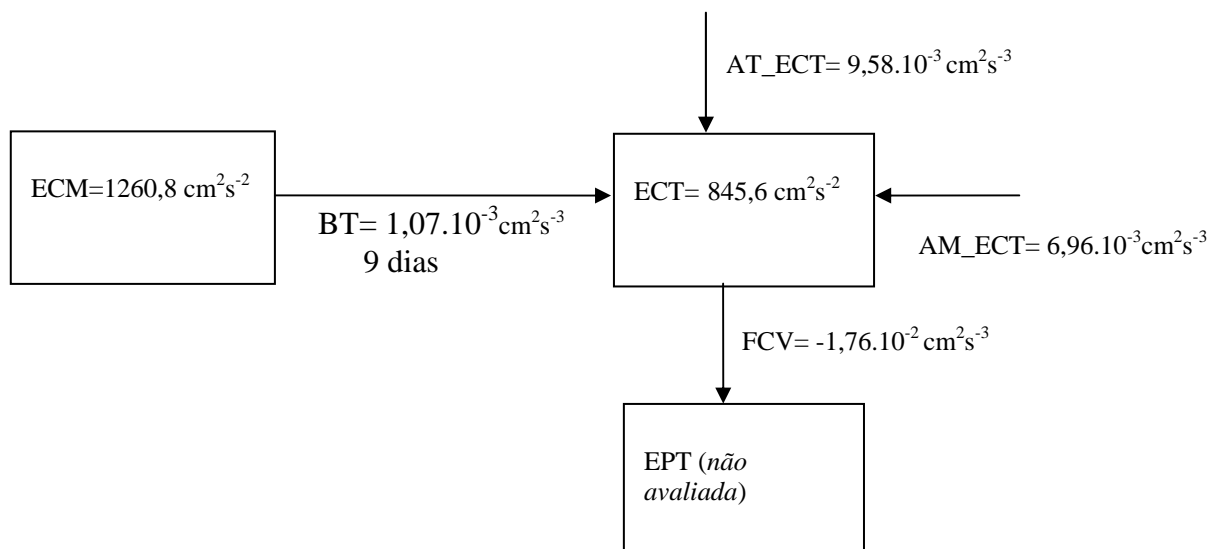 AT_ECT= 9,58.10⁻³ cm²s⁻³
ECM=1260,8 cm²s⁻²
ECT= 845,6 cm²s⁻²
BT= 1,07.10⁻³cm²s⁻³
9 dias
AM_ECT= 6,96.10⁻³cm²s⁻³
FCV= -1,76.10⁻² cm²s⁻³
EPT (não
avaliada)